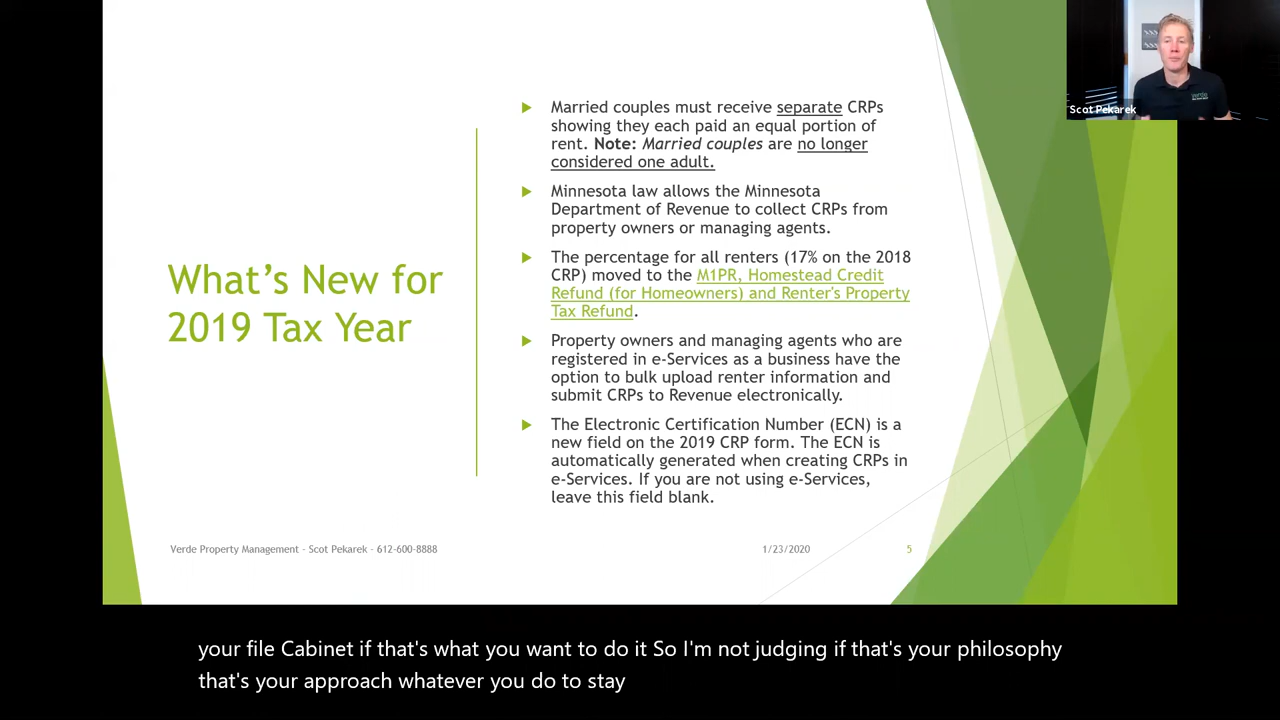 Scot Pekarek
What's New for
2019 Tax Year
Married couples must receive separate CRPs
showing they each paid an equal portion of
rent. Note: Married couples are no longer
considered one adult.
Minnesota law allows the Minnesota
Department of Revenue to collect CRPs from
property owners or managing agents.
The percentage for all renters (17% on the 2018
CRP) moved to the M1PR, Homestead Credit
Refund (for Homeowners) and Renter's Property
Tax Refund.
Property owners and managing agents who are
registered in e-Services as a business have the
option to bulk upload renter information and
submit CRPs to Revenue electronically.
The Electronic Certification Number (ECN) is a
new field on the 2019 CRP form. The ECN is
automatically generated when creating CRPs in
e-Services. If you are not using e-Services,
leave this field blank.
Verde Property Management - Scot Pekarek - 612-600-8888
1/23/2020
5
your file Cabinet if that's what you want to do it So I'm not judging if that's your philosophy
that's your approach whatever you do to stay